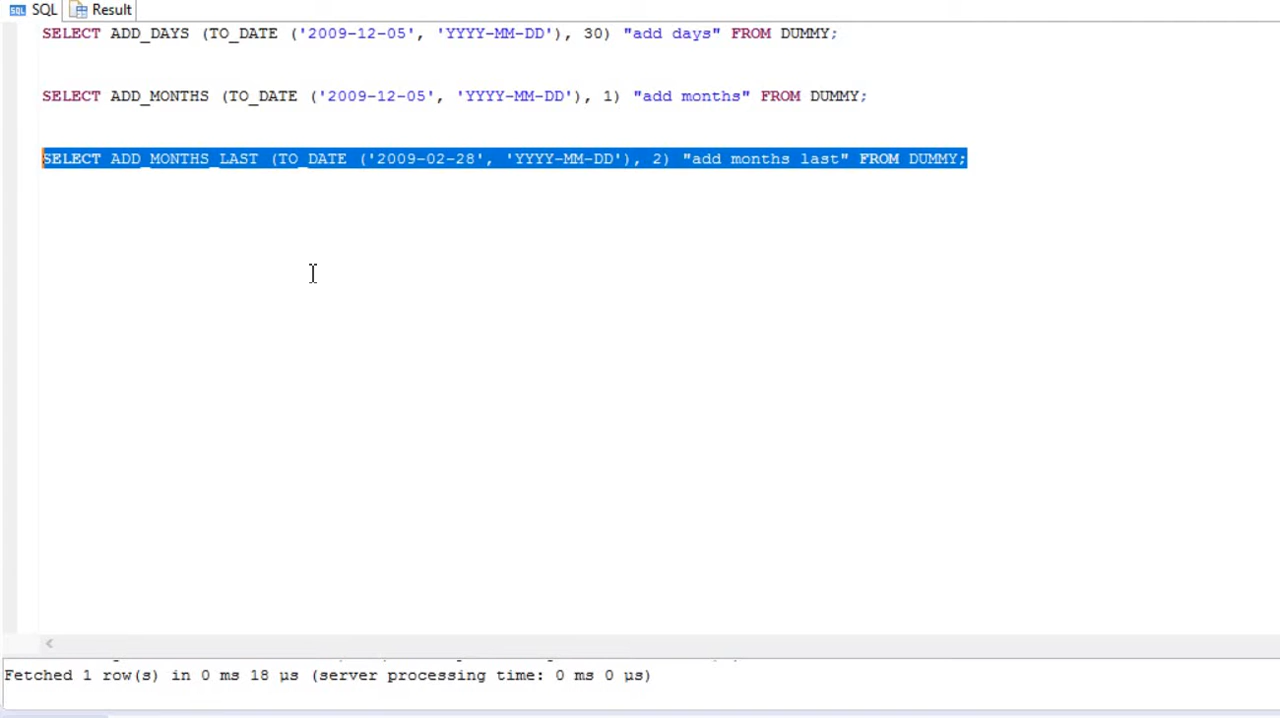 SQL Result
SELECT ADD_DAYS (TO_DATE ('2009-12-05', 'YYYY-MM-DD'), 30) "add days" FROM DUMMY;
SELECT ADD_MONTHS (TO_DATE ('2009-12-05', 'YYYY-MM-DD'), 1) "add months" FROM DUMMY;
SELECT ADD_MONTHS_LAST (TO_DATE ('2009-02-28', 'YYYY-MM-DD'), 2) "add months last" FROM DUMMY;
Fetched 1 row(s) in 0 ms 18 µs (server processing time: 0 ms 0 µs)